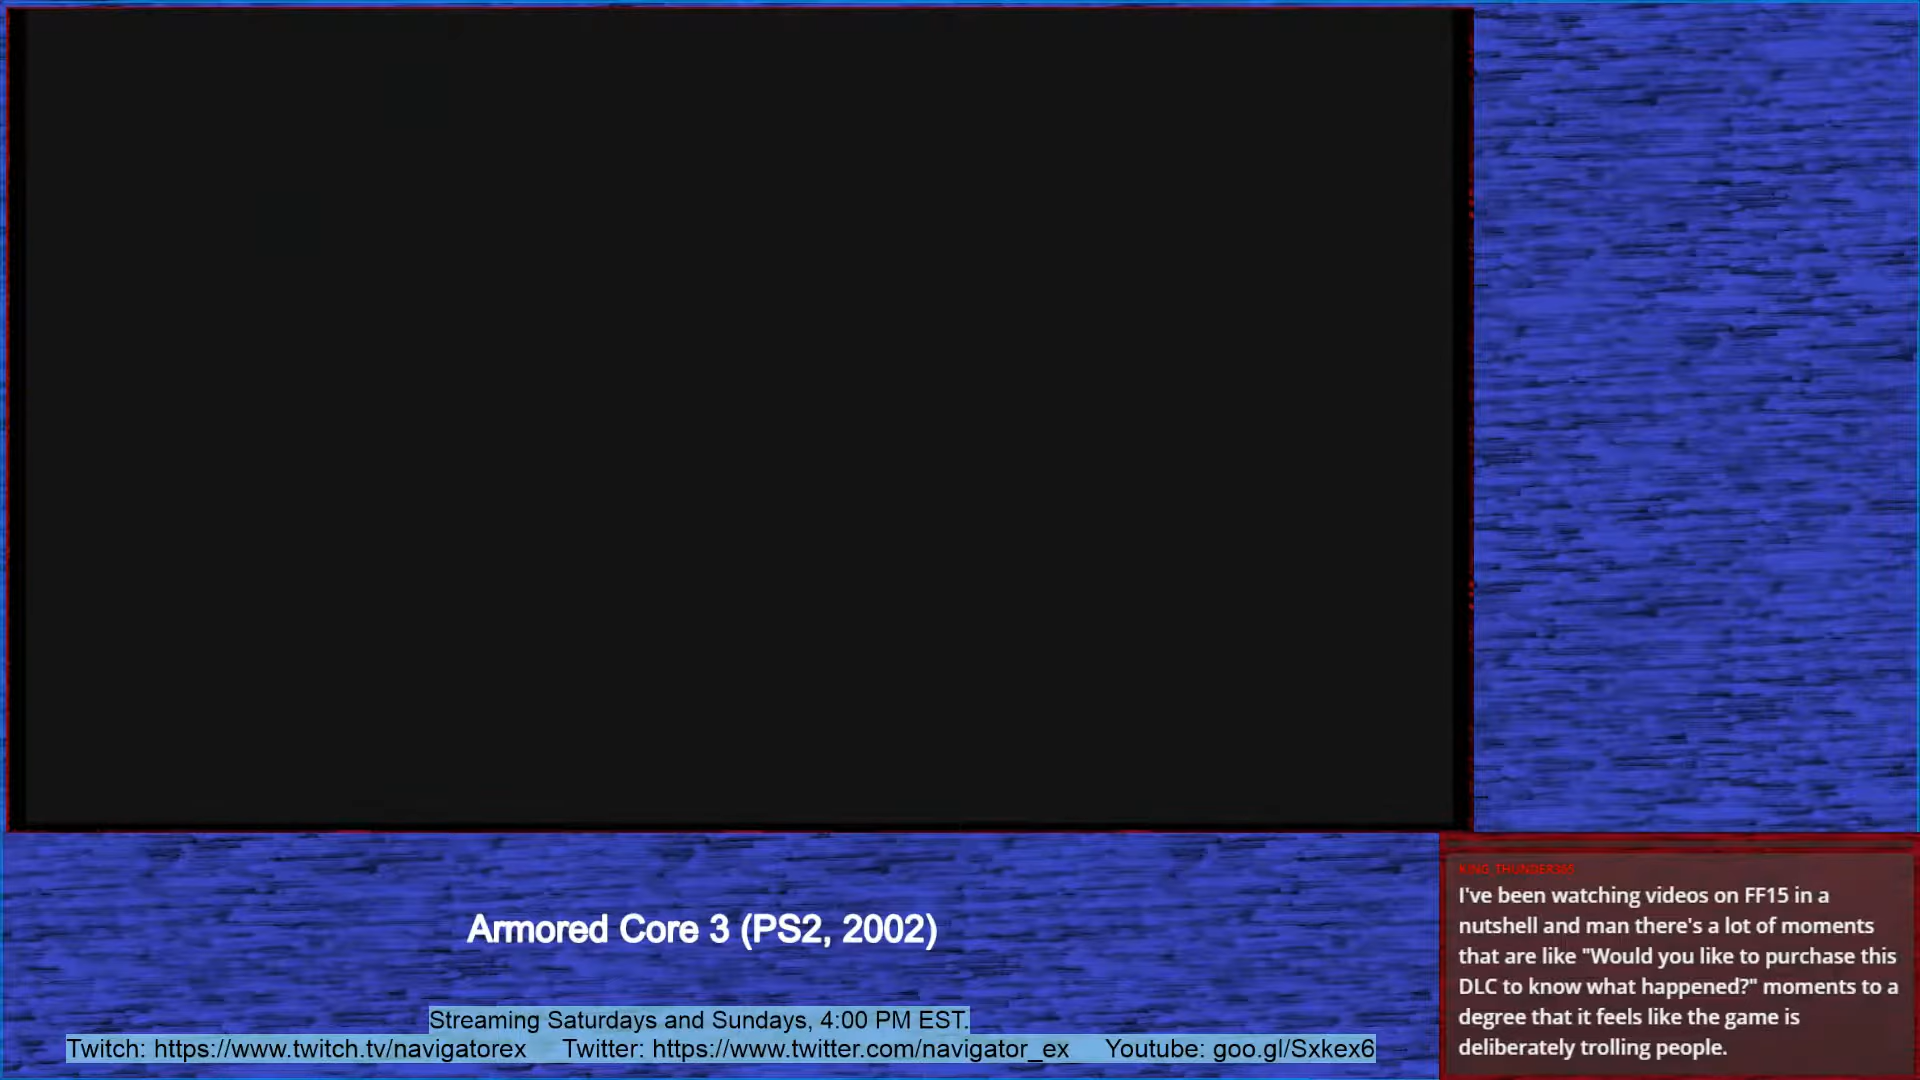 Armored Core 3 (PS2, 2002)
Streaming Saturdays and Sundays, 4:00 PM EST.
Twitch: https://www.twitch.tv/navigatorex Twitter: https://www.twitter.com/navigator_ex Youtube: goo.gl/Sxkex6
KING_THUNDER365
I've been watching videos on FF15 in a
nutshell and man there's a lot of moments
that are like "Would you like to purchase this
DLC to know what happened?" moments to a
degree that it feels like the game is
deliberately trolling people.